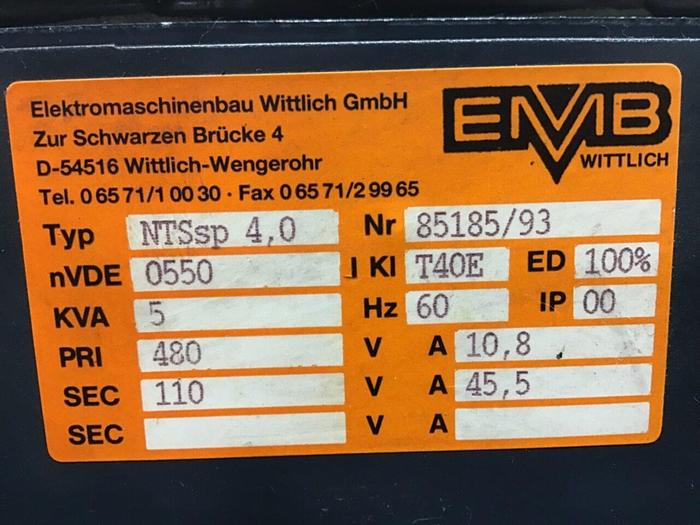 Elektromaschinenbau Wittlich GmbH
Zur Schwarzen Brücke 4
D-54516 Wittlich-Wengerohr
Tel. 0 65 71/1 00 30 · Fax 0 65 71/2 99 65
EMB
WITTLICH
Typ NTSsp 4,0 Nr 85185/93
nVDE 0550 I Kl T40E ED 100%
KVA 5 Hz 60 IP 00
PRI 480 V A 10,8
SEC 110 V A 45,5
SEC V A